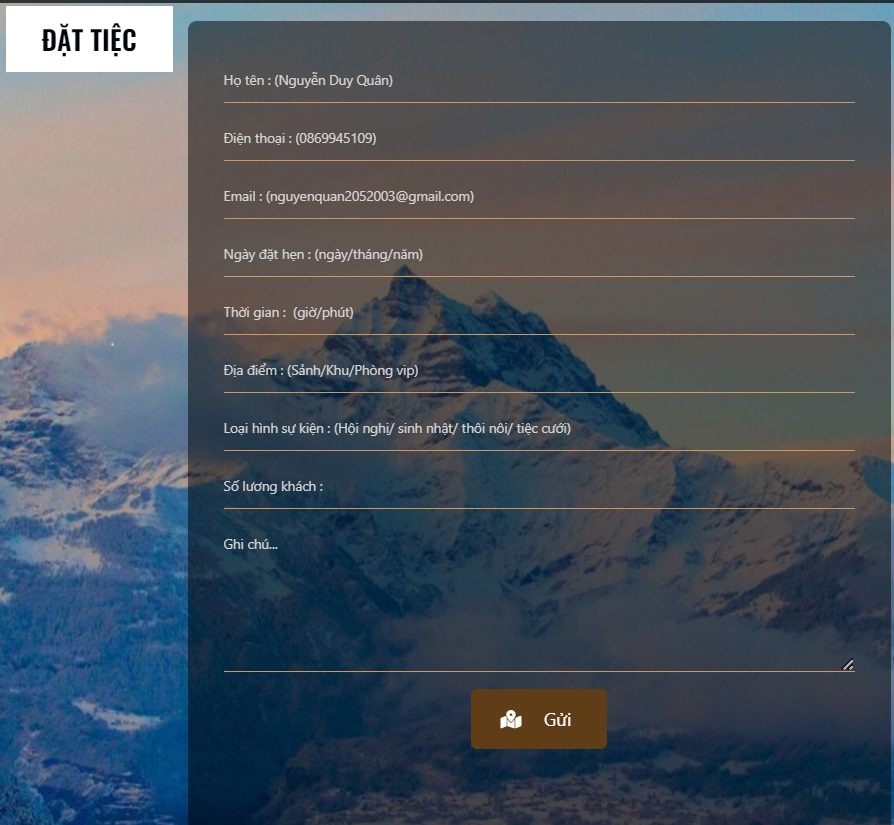 ĐẶT TIỆC
Họ tên : (Nguyễn Duy Quân)
Điện thoại : (0869945109)
Email : (nguyenquan2052003@gmail.com)
Ngày đặt hẹn : (ngày/tháng/năm)
Thời gian :  (giờ/phút)
Địa điểm : (Sảnh/Khu/Phòng vip)
Loại hình sự kiện : (Hội nghị/ sinh nhật/ thôi nôi/ tiệc cưới)
Số lương khách :
Ghi chú...
Gửi